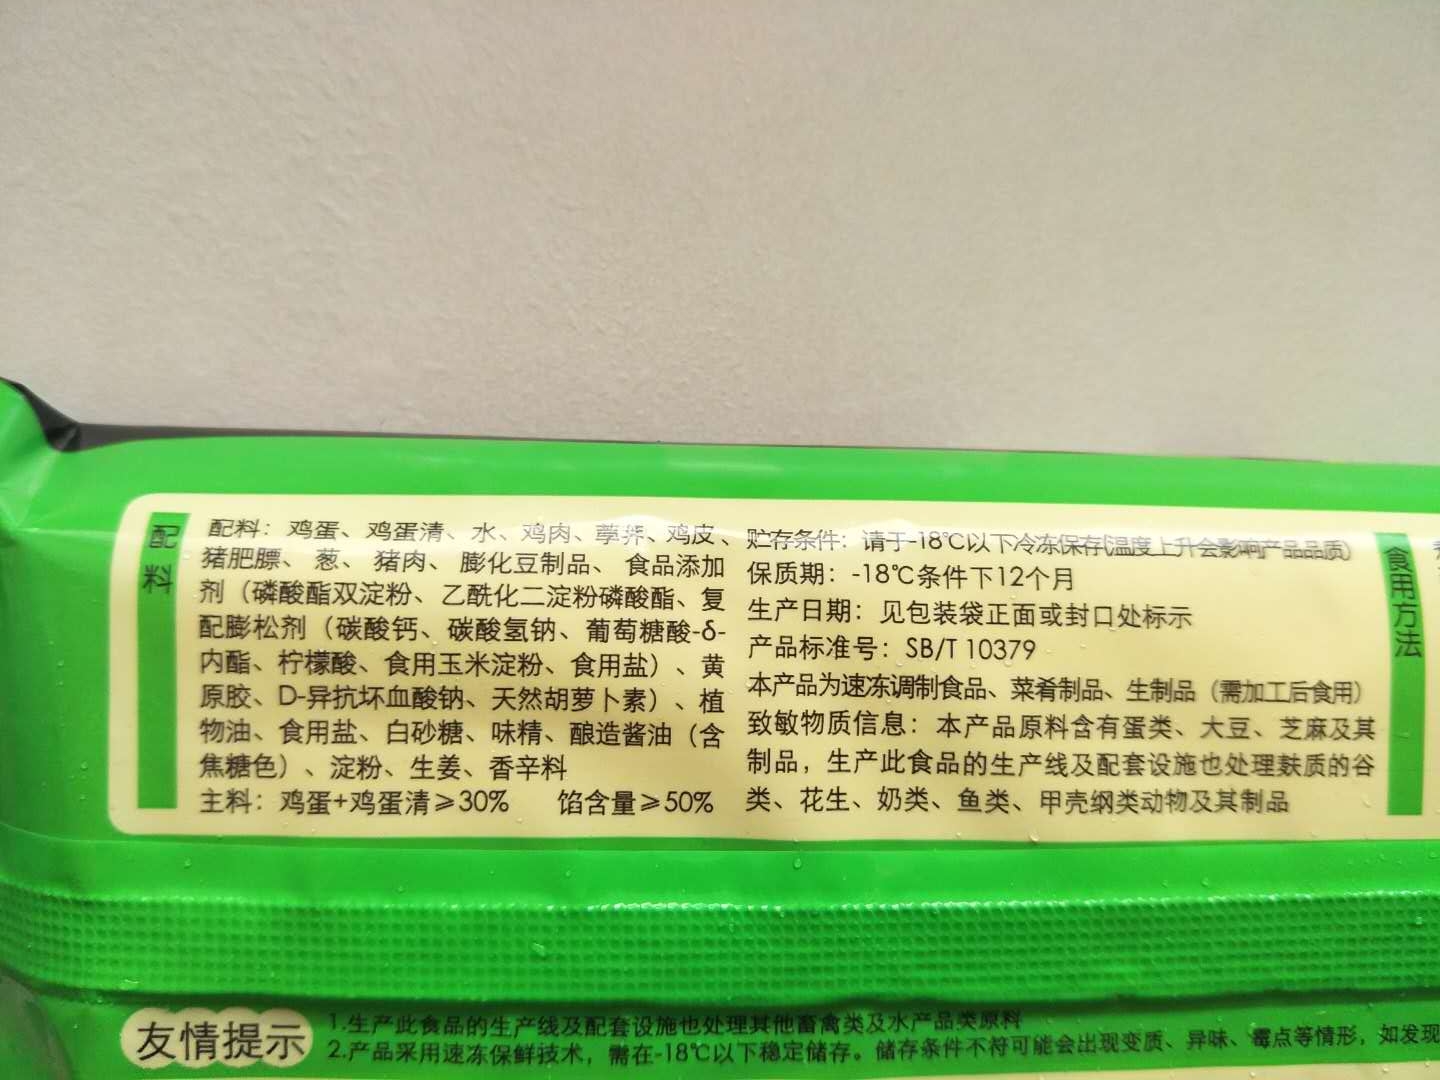 配料
配料：鸡蛋、鸡蛋清、水、鸡肉、荸荠、鸡皮、
猪肥膘、葱、猪肉、膨化豆制品、食品添加
剂（磷酸酯双淀粉、乙酰化二淀粉磷酸酯、复
配膨松剂（碳酸钙、碳酸氢钠、葡萄糖酸-δ-
内酯、柠檬酸、食用玉米淀粉、食用盐）、黄
原胶、D-异抗坏血酸钠、天然胡萝卜素）、植
物油、食用盐、白砂糖、味精、酿造酱油（含
焦糖色）、淀粉、生姜、香辛料
主料：鸡蛋+鸡蛋清≥30% 馅含量≥50%
贮存条件：请于-18℃以下冷冻保存(温度上升会影响产品品质)
保质期：-18℃条件下12个月
生产日期：见包装袋正面或封口处标示
产品标准号：SB/T 10379
本产品为速冻调制食品、菜肴制品、生制品（需加工后食用）
致敏物质信息：本产品原料含有蛋类、大豆、芝麻及其
制品，生产此食品的生产线及配套设施也处理麸质的谷
类、花生、奶类、鱼类、甲壳纲类动物及其制品
食用方法
友情提示
1.生产此食品的生产线及配套设施也处理其他畜禽类及水产品类原料
2.产品采用速冻保鲜技术，需在-18℃以下稳定储存。储存条件不符可能会出现变质、异味、霉点等情形，如发现